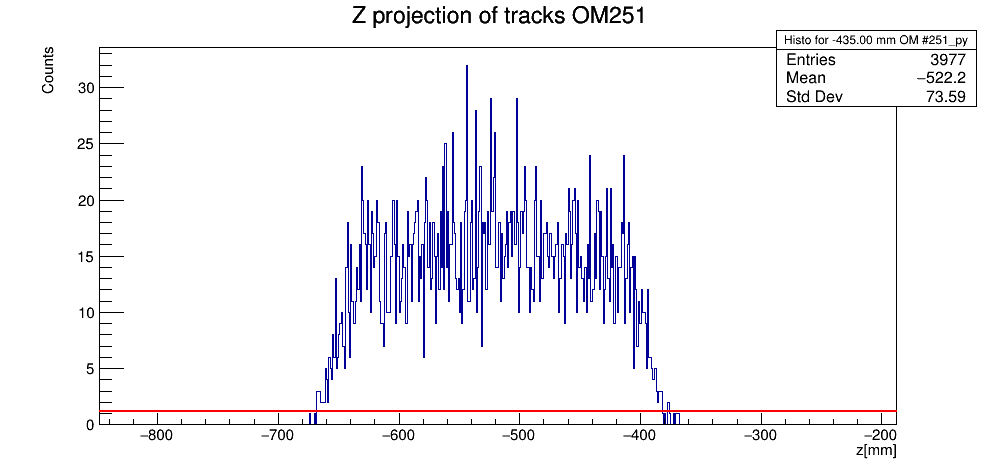 Z projection of tracks OM251
Histo for -435.00 mm OM #251_py
Entries 3977
Mean −522.2
Std Dev 73.59
Counts
30
25
20
15
10
5
0
−800 −700 −600 −500 −400 −300 −200
z[mm]